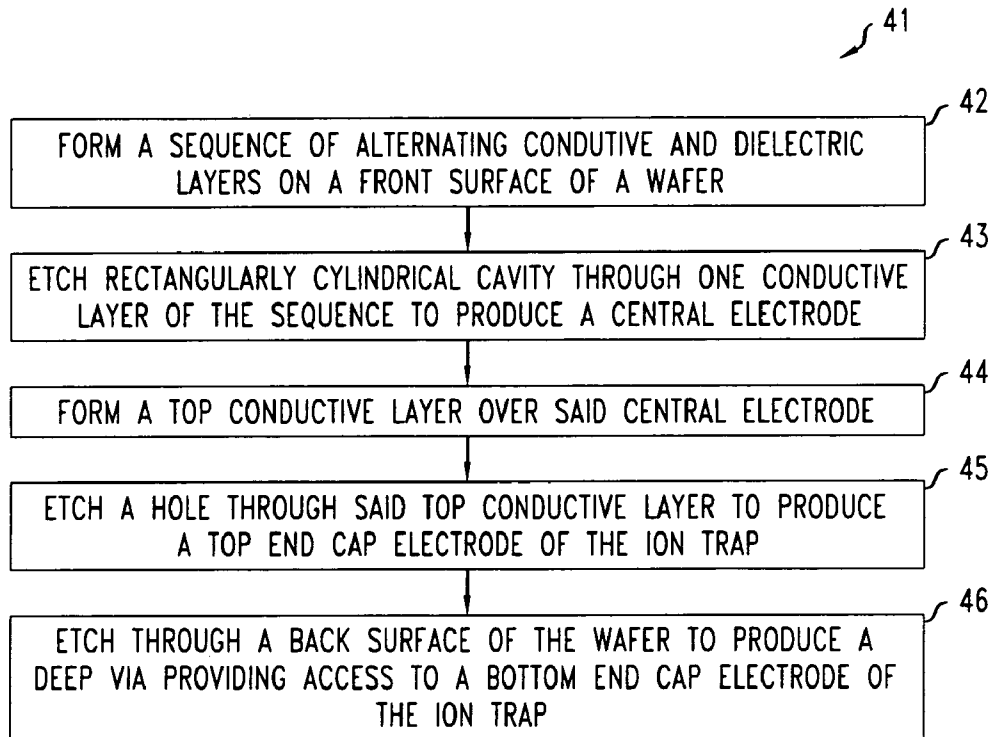 41
42
FORM A SEQUENCE OF ALTERNATING CONDUTIVE AND DIELECTRIC
LAYERS ON A FRONT SURFACE OF A WAFER
43
ETCH RECTANGULARLY CYLINDRICAL CAVITY THROUGH ONE CONDUCTIVE
LAYER OF THE SEQUENCE TO PRODUCE A CENTRAL ELECTRODE
44
FORM A TOP CONDUCTIVE LAYER OVER SAID CENTRAL ELECTRODE
45
ETCH A HOLE THROUGH SAID TOP CONDUCTIVE LAYER TO PRODUCE
A TOP END CAP ELECTRODE OF THE ION TRAP
46
ETCH THROUGH A BACK SURFACE OF THE WAFER TO PRODUCE A
DEEP VIA PROVIDING ACCESS TO A BOTTOM END CAP ELECTRODE OF
THE ION TRAP